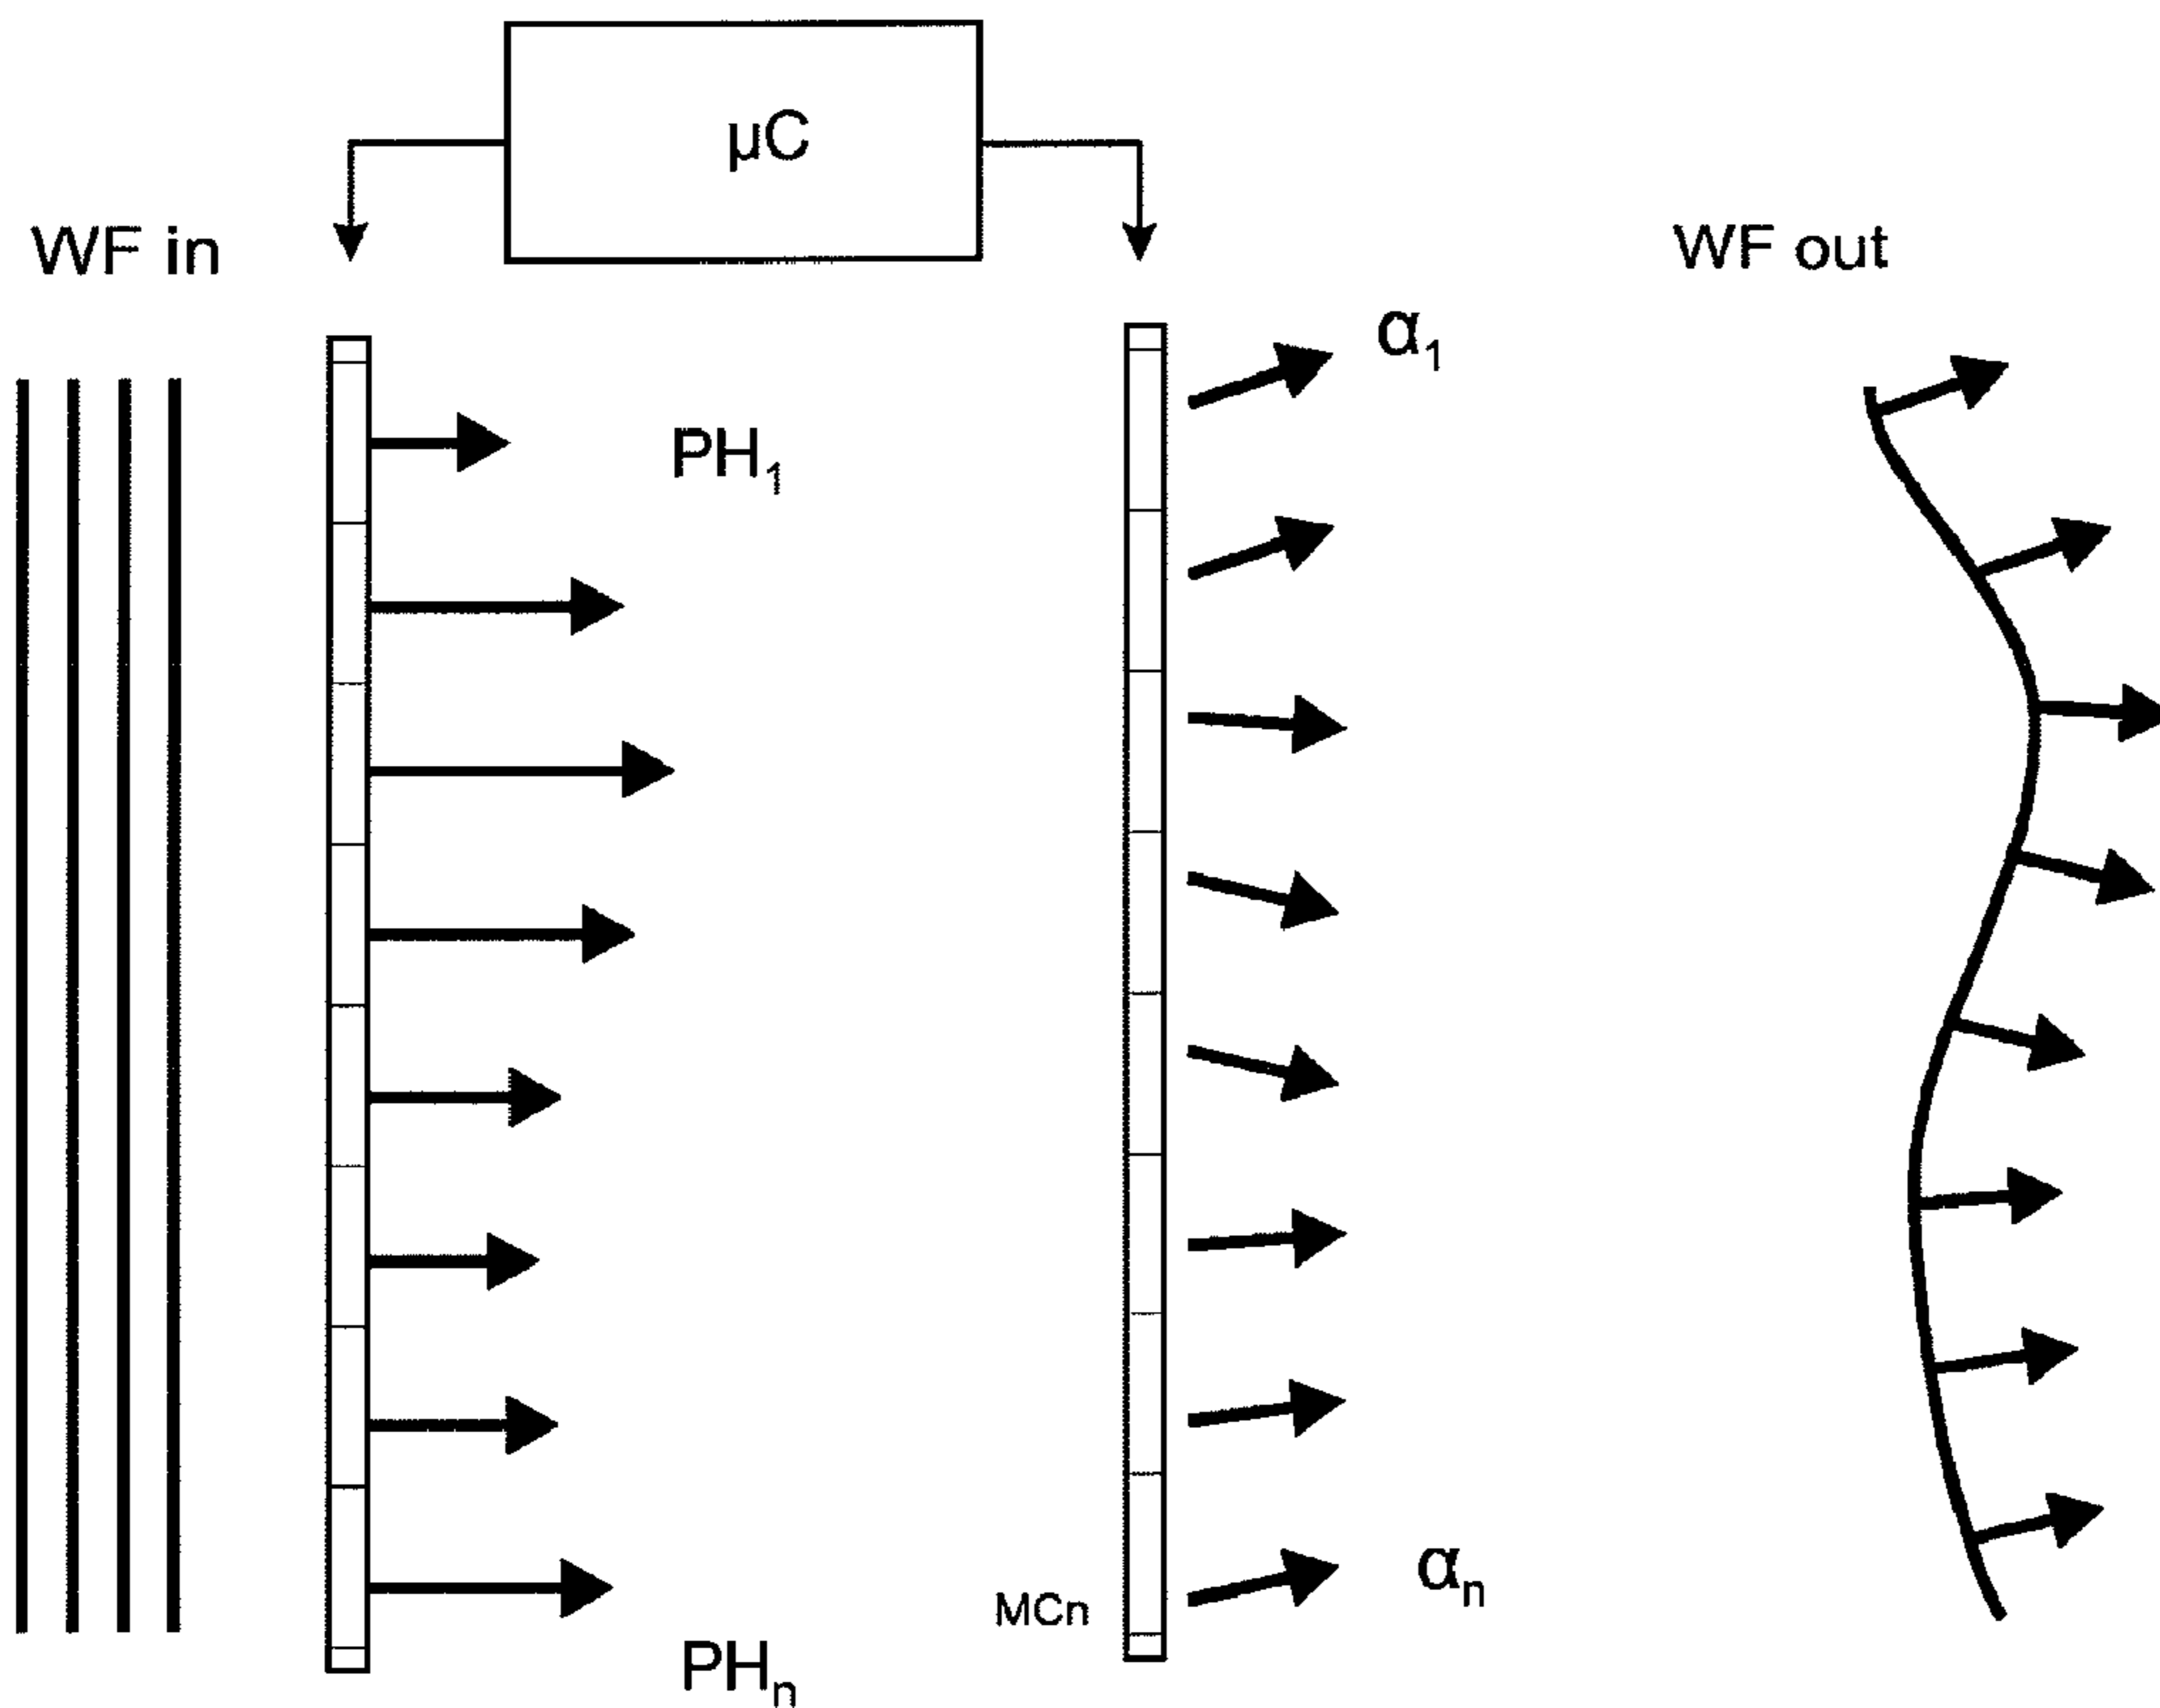 µC
WF in
WF out
α₁
PH₁
αₙ
MCn
PHₙ